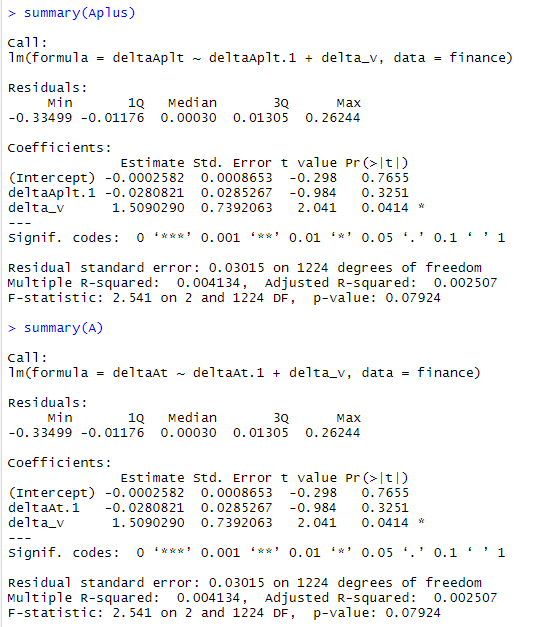 > summary(Aplus)
Call:
lm(formula = deltaAplt ~ deltaAplt.1 + delta_v, data = finance)
Residuals:
     Min       1Q   Median       3Q      Max
-0.33499 -0.01176  0.00030  0.01305  0.26244
Coefficients:
              Estimate Std. Error t value Pr(>|t|)
(Intercept) -0.0002582  0.0008653  -0.298   0.7655
deltaAplt.1 -0.0280821  0.0285267  -0.984   0.3251
delta_v      1.5090290  0.7392063   2.041   0.0414 *
---
Signif. codes:  0 ‘***’ 0.001 ‘**’ 0.01 ‘*’ 0.05 ‘.’ 0.1 ‘ ’ 1
Residual standard error: 0.03015 on 1224 degrees of freedom
Multiple R-squared:  0.004134,	Adjusted R-squared:  0.002507
F-statistic: 2.541 on 2 and 1224 DF,  p-value: 0.07924
> summary(A)
Call:
lm(formula = deltaAt ~ deltaAt.1 + delta_v, data = finance)
Residuals:
     Min       1Q   Median       3Q      Max
-0.33499 -0.01176  0.00030  0.01305  0.26244
Coefficients:
              Estimate Std. Error t value Pr(>|t|)
(Intercept) -0.0002582  0.0008653  -0.298   0.7655
deltaAt.1   -0.0280821  0.0285267  -0.984   0.3251
delta_v      1.5090290  0.7392063   2.041   0.0414 *
---
Signif. codes:  0 ‘***’ 0.001 ‘**’ 0.01 ‘*’ 0.05 ‘.’ 0.1 ‘ ’ 1
Residual standard error: 0.03015 on 1224 degrees of freedom
Multiple R-squared:  0.004134,	Adjusted R-squared:  0.002507
F-statistic: 2.541 on 2 and 1224 DF,  p-value: 0.07924